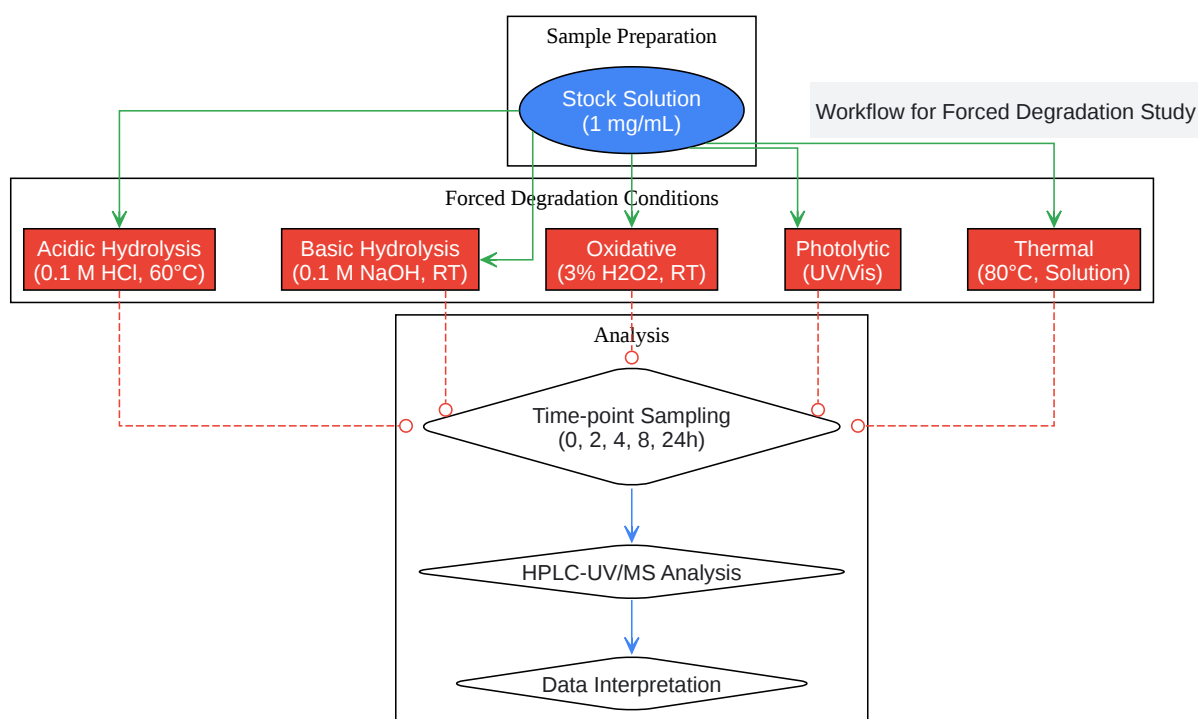 Sample Preparation
Stock Solution
(1 mg/mL)
Workflow for Forced Degradation Study
Forced Degradation Conditions
Acidic Hydrolysis
(0.1 M HCl, 60°C)
Basic Hydrolysis
(0.1 M NaOH, RT)
Oxidative
(3% H2O2, RT)
Photolytic
(UV/Vis)
Thermal
(80°C, Solution)
Analysis
Time-point Sampling
(0, 2, 4, 8, 24h)
HPLC-UV/MS Analysis
Data Interpretation